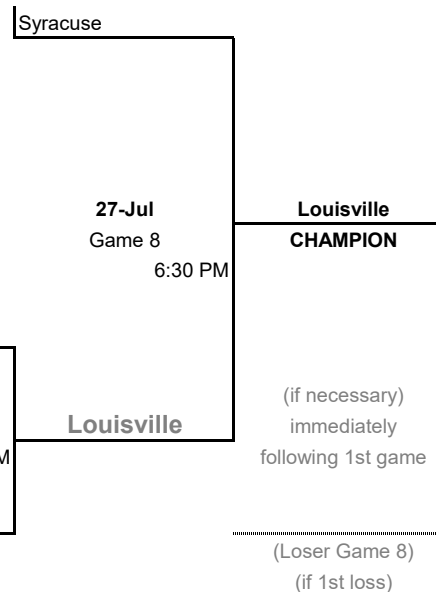 Syracuse
27-Jul
Game 8
6:30 PM
Louisville
CHAMPION
(if necessary)
immediately
following 1st game
Louisville
M
(Loser Game 8)
(if 1st loss)